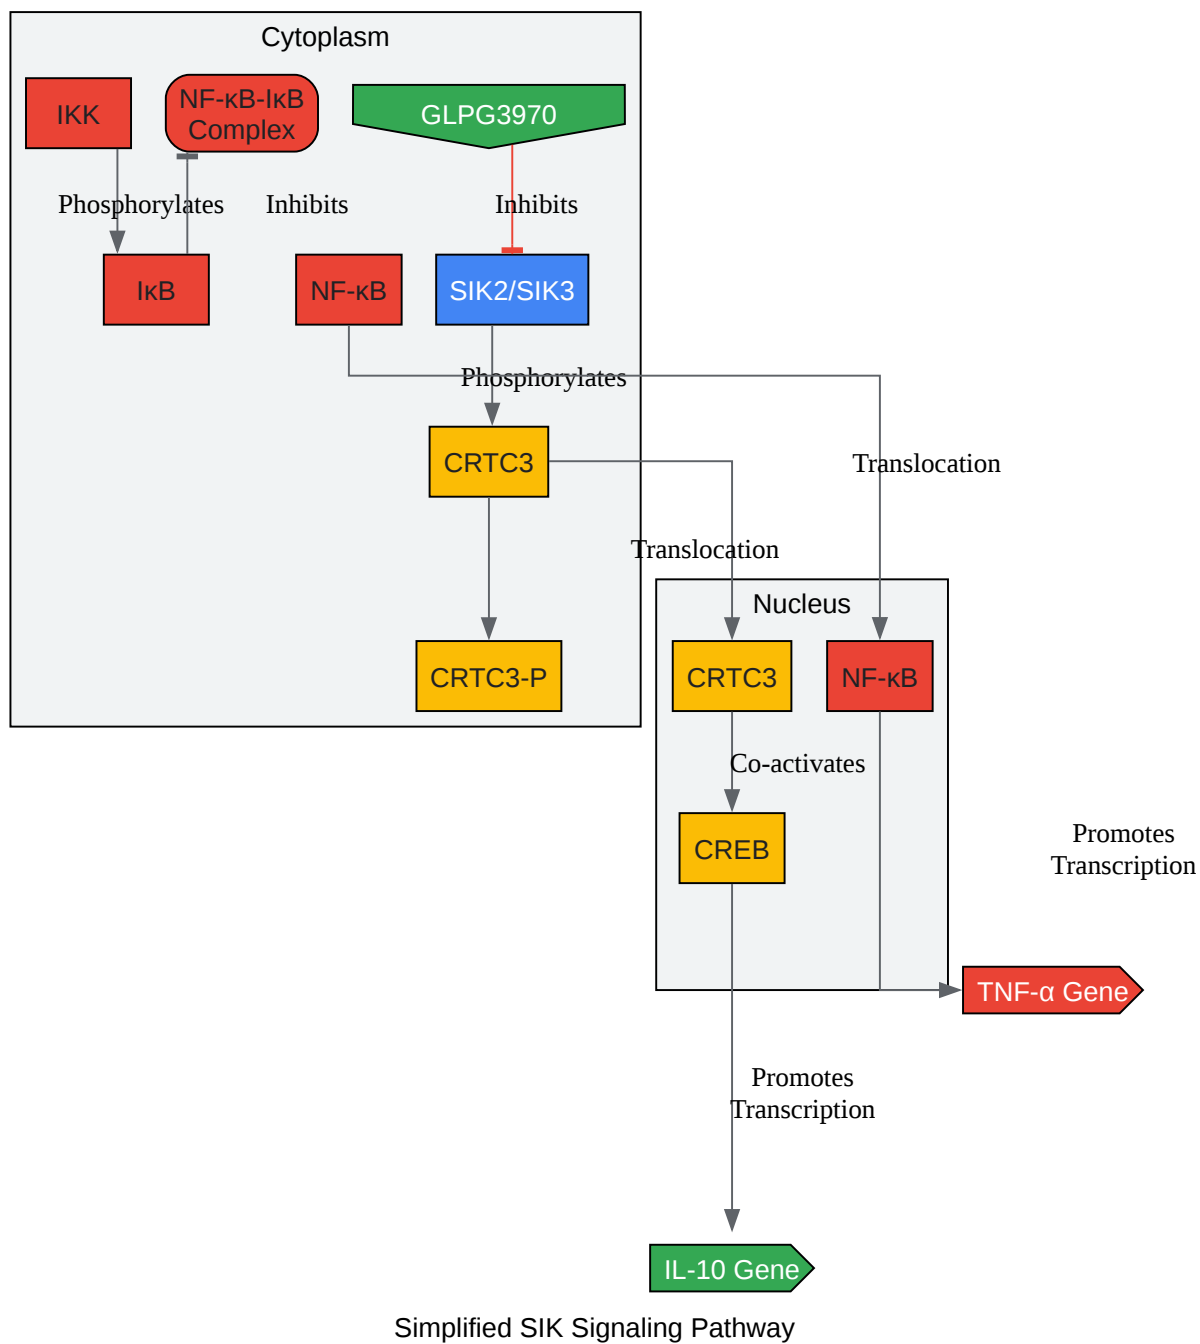 Cytoplasm
IKK
NF-κB-IκB
Complex
GLPG3970
Phosphorylates
Inhibits
Inhibits
IκB
NF-κB
SIK2/SIK3
Phosphorylates
CRTC3
Translocation
Translocation
Nucleus
CRTC3-P
CRTC3
NF-κB
Co-activates
Promotes
Transcription
CREB
TNF-α Gene
Promotes
Transcription
IL-10 Gene
Simplified SIK Signaling Pathway